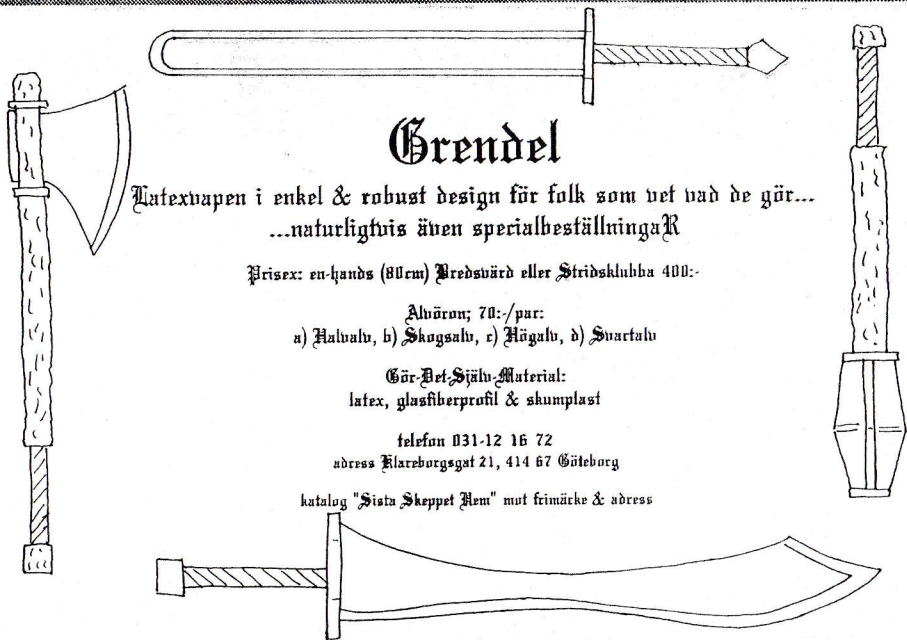 Grendel
Latexvapen i enkel & robust design för folk som vet vad de gör...
...naturligtvis även specialbeställningaR
Prisex: en-hands (80cm) Bredsvärd eller Stridsklubba 400:-
Alvöron; 70:-/par:
a) Halvalv, b) Skogsalv, c) Högalv, d) Svartalv
Gör-Det-Själv-Material:
latex, glasfiberprofil & skumplast
telefon 031-12 16 72
adress Klareborgsgat 21, 414 67 Göteborg
katalog "Sista Skeppet Hem" mot frimärke & adress